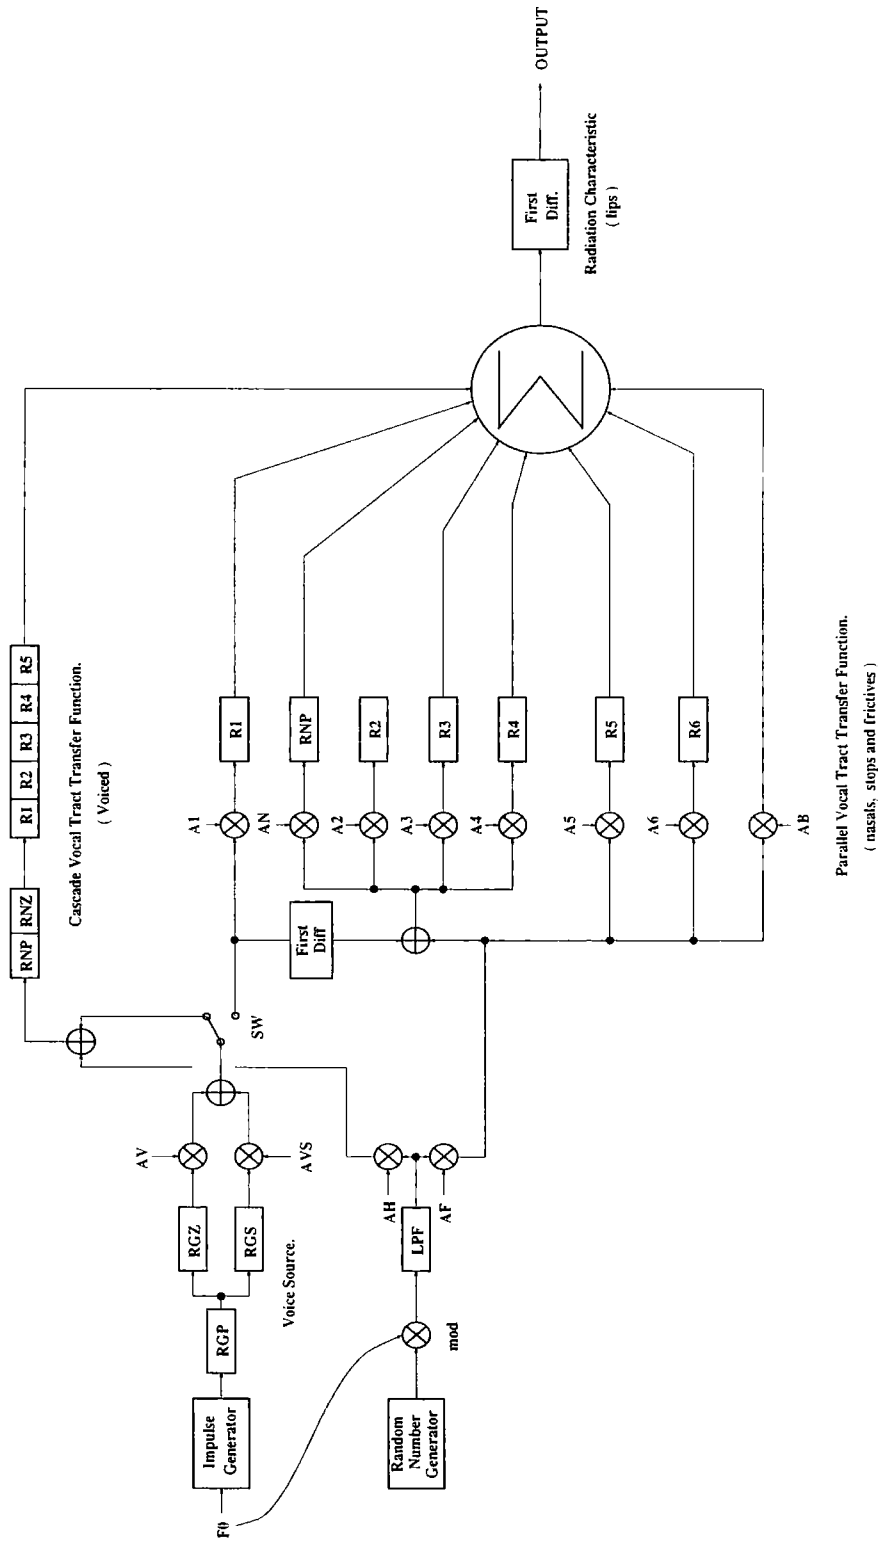 F0
Impulse
Generator
RGP
RGZ
RGS
Voice Source.
AV
AVS
Random
Number
Generator
mod
LPF
AH
AF
SW
RNP
RNZ
R1
R2
R3
R4
R5
Cascade Vocal Tract Transfer Function.
( Voiced )
First
Diff
A1
R1
AN
RNP
A2
R2
A3
R3
A4
R4
A5
R5
A6
R6
AB
Parallel Vocal Tract Transfer Function.
( nasals, stops and frictives )
Σ
First
Diff.
Radiation Characteristic
( lips )
OUTPUT